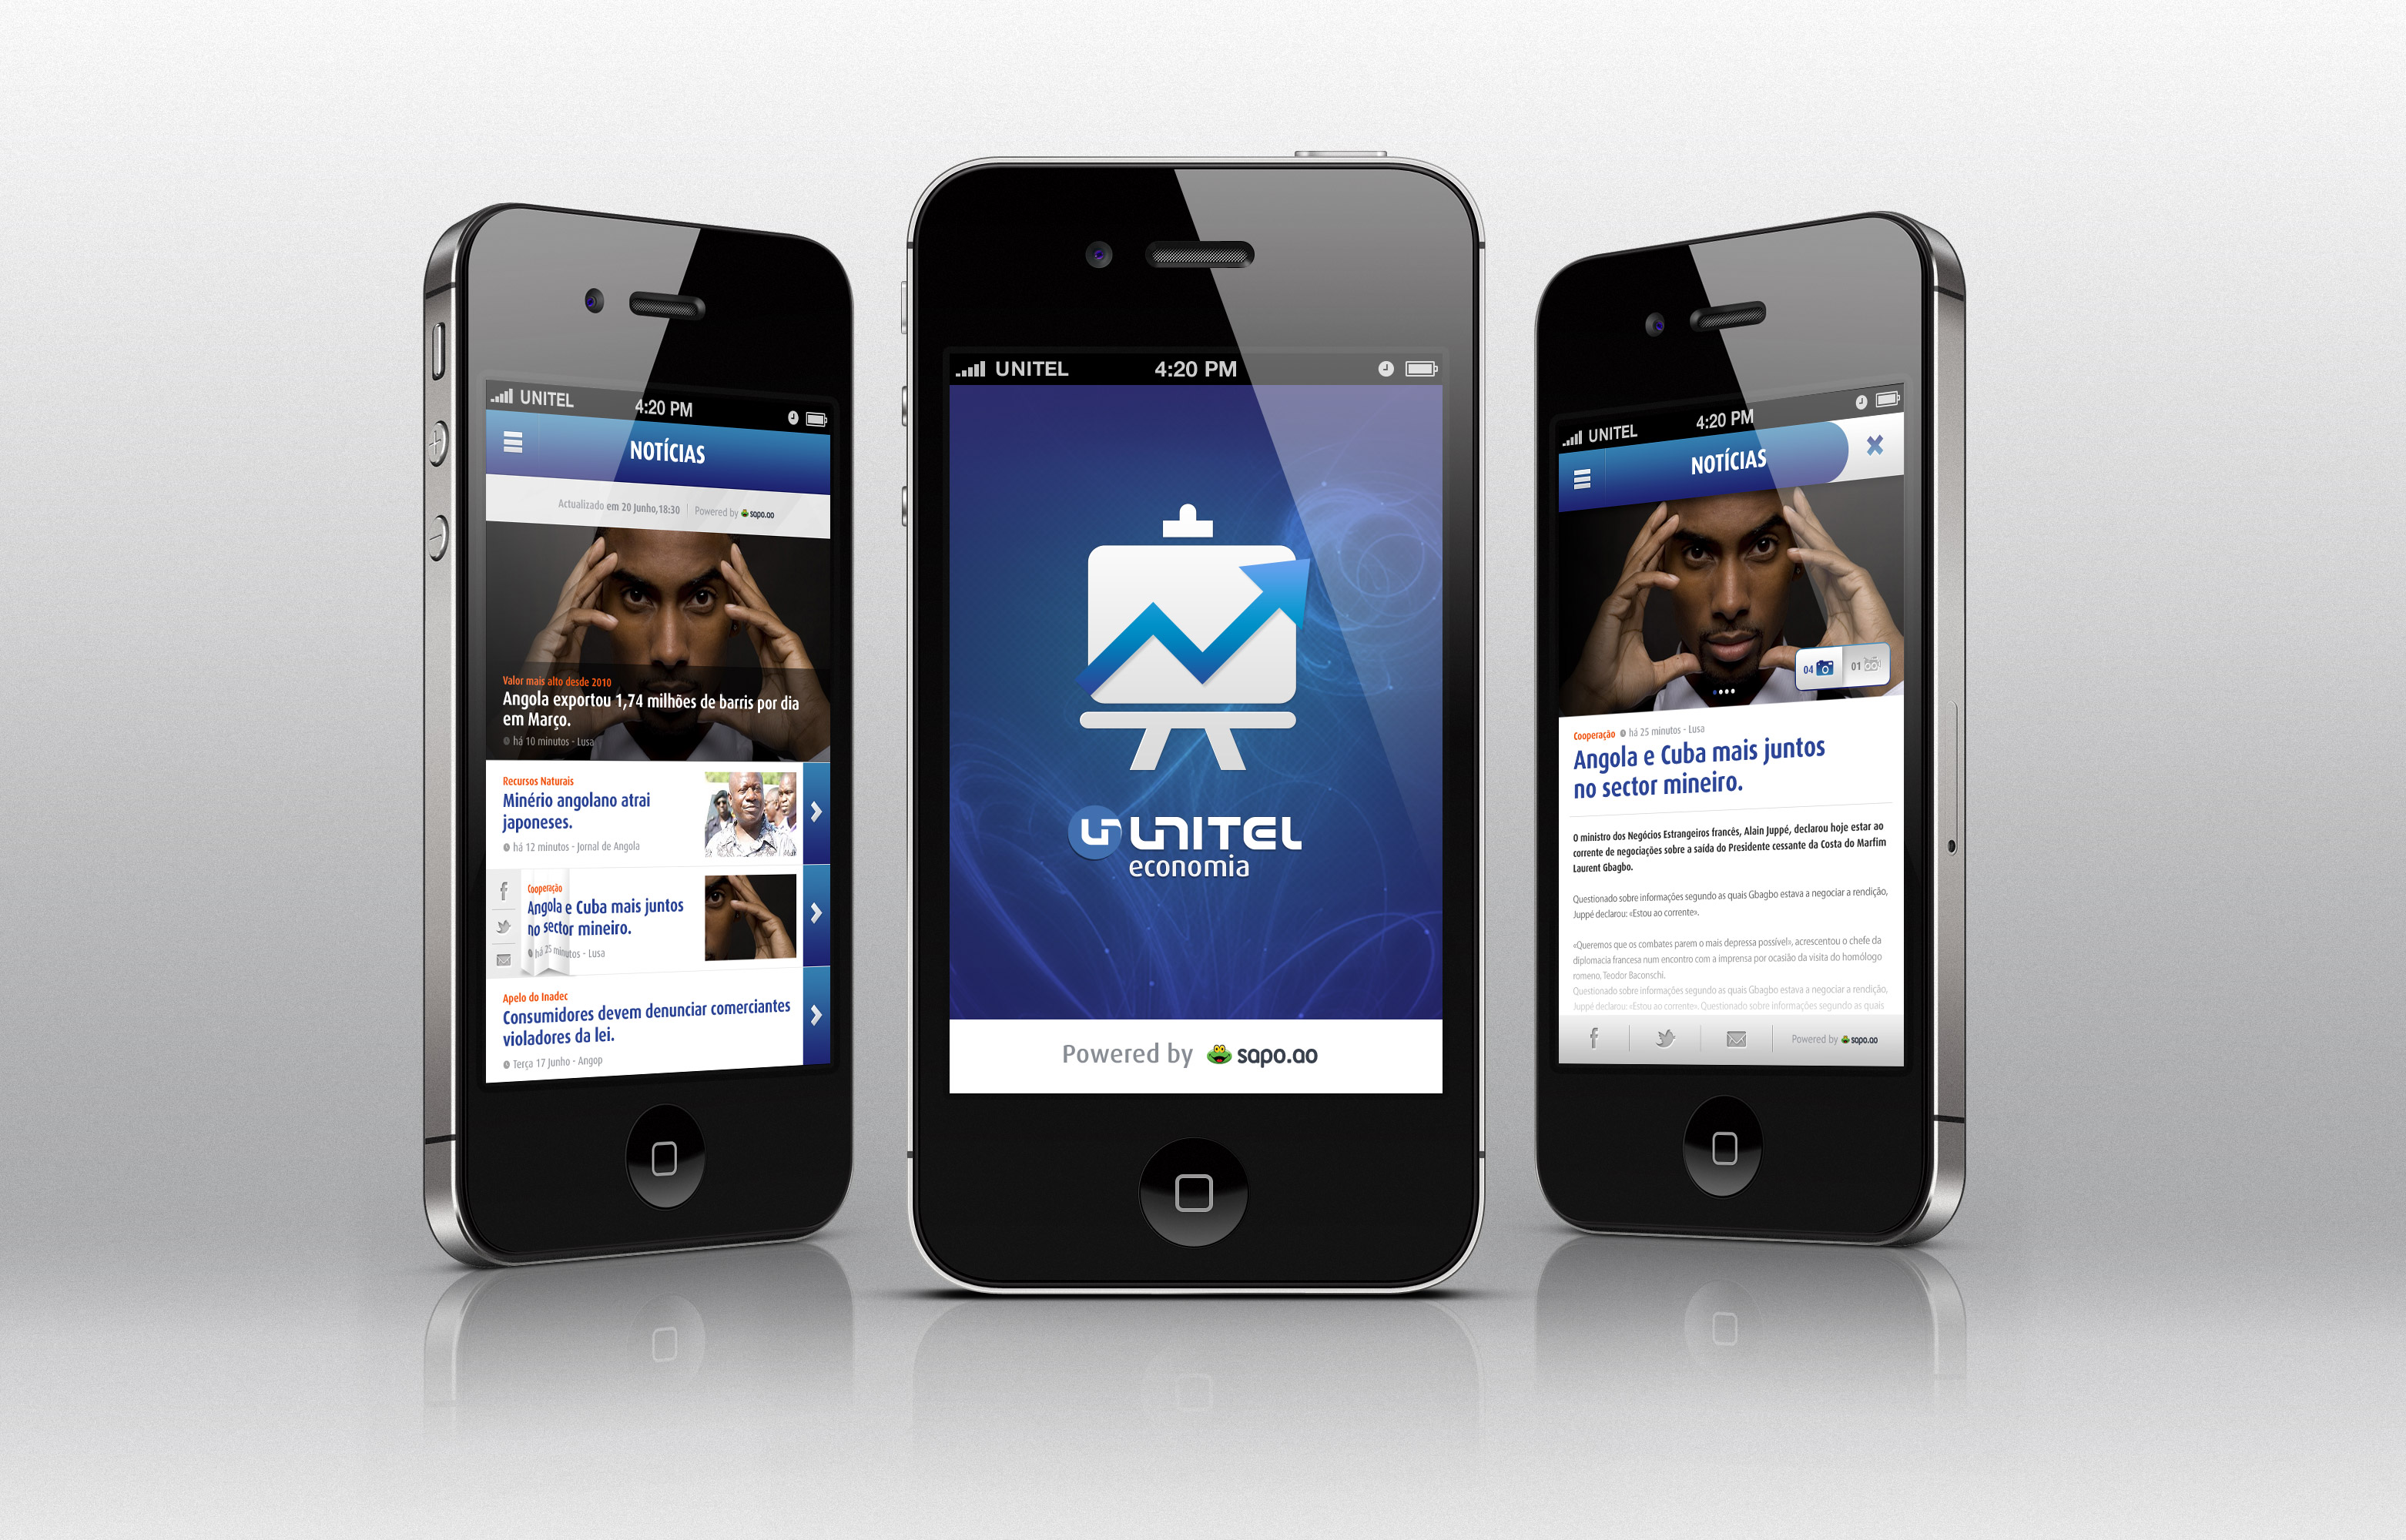 UNITEL 4:20 PM
NOTÍCIAS
Actualizado em 20 Junho,18:30 | Powered by sapo.ao
Valor mais alto desde 2010
Angola exportou 1,74 milhões de barris por dia
em Março.
há 10 minutos - Lusa
Recursos Naturais
Minério angolano atrai
japoneses.
há 12 minutos - Jornal de Angola
Cooperação
Angola e Cuba mais juntos
no sector mineiro.
há 25 minutos - Lusa
Apelo do Inadec
Consumidores devem denunciar comerciantes
violadores da lei.
Terça 17 Junho - Angop
UNITEL 4:20 PM
UNITEL
economia
Powered by sapo.ao
UNITEL 4:20 PM
NOTÍCIAS
04 01
Cooperação há 25 minutos - Lusa
Angola e Cuba mais juntos
no sector mineiro.
O ministro dos Negócios Estrangeiros francês, Alain Juppé, declarou hoje estar ao
corrente de negociações sobre a saída do Presidente cessante da Costa do Marfim
Laurent Gbagbo.
Questionado sobre informações segundo as quais Gbagbo estava a negociar a rendição,
Juppé declarou: «Estou ao corrente».
«Queremos que os combates parem o mais depressa possível», acrescentou o chefe da
diplomacia francesa num encontro com a imprensa por ocasião da visita do homólogo
romeno, Teodor Baconschi.
Questionado sobre informações segundo as quais Gbagbo estava a negociar a rendição,
Juppé declarou: «Estou ao corrente». Questionado sobre informações segundo as quais
Powered by sapo.ao